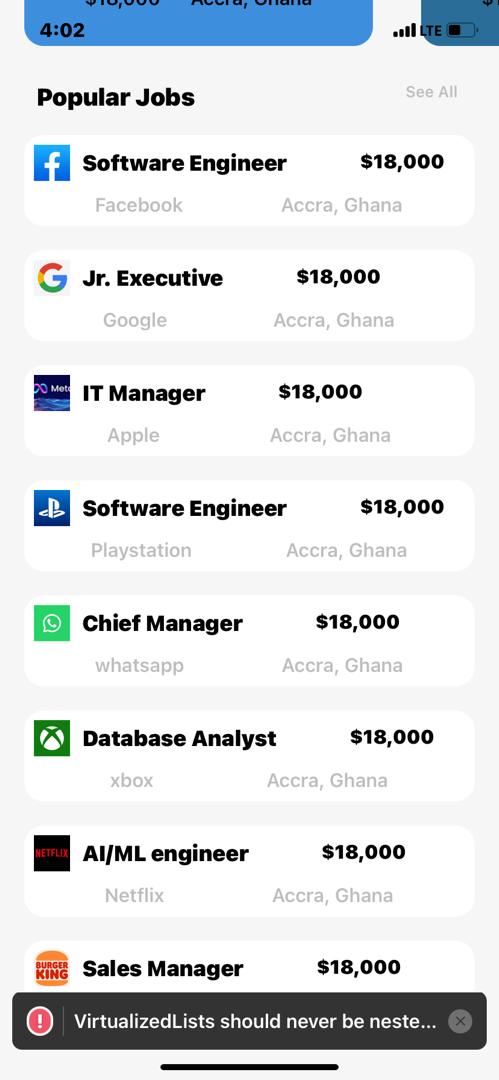 $18,000 Accra, Ghana
4:02 LTE
Popular Jobs See All
Software Engineer $18,000
Facebook Accra, Ghana
Jr. Executive $18,000
Google Accra, Ghana
Meta IT Manager $18,000
Apple Accra, Ghana
Software Engineer $18,000
Playstation Accra, Ghana
Chief Manager $18,000
whatsapp Accra, Ghana
Database Analyst $18,000
xbox Accra, Ghana
NETFLIX AI/ML engineer $18,000
Netflix Accra, Ghana
BURGER KING Sales Manager $18,000
VirtualizedLists should never be neste...